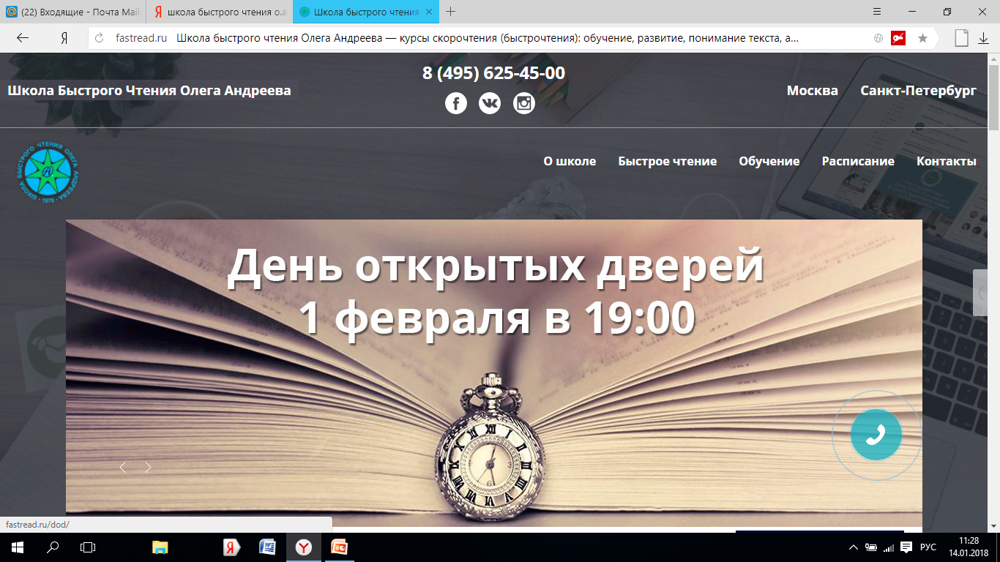 (22) Входящие - Почта Mail
школа быстрого чтения о.а
Школа быстрого чтения
fastread.ru Школа быстрого чтения Олега Андреева — курсы скорочтения (быстрочтения): обучение, развитие, понимание текста, а...
8 (495) 625-45-00
Школа Быстрого Чтения Олега Андреева
Москва Санкт-Петербург
ШКОЛА БЫСТРОГО ЧТЕНИЯ ОЛЕГА АНДРЕЕВА
1970
О школе Быстрое чтение Обучение Расписание Контакты
День открытых дверей
1 февраля в 19:00
fastread.ru/dod/
РУС
11:28
14.01.2018